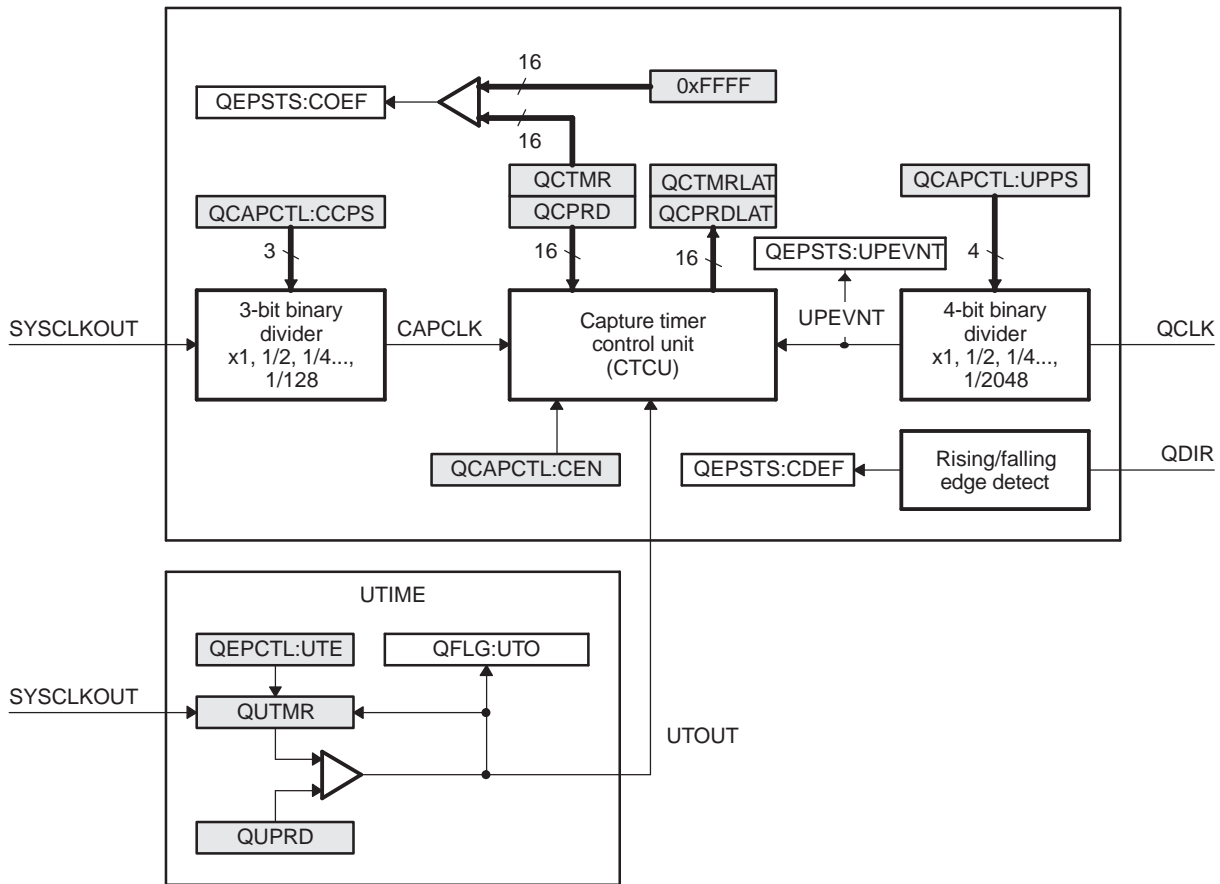 16
0xFFFF
QEPSTS:COEF
16
QCTMR
QCTMRLAT
QCAPCTL:UPPS
QCAPCTL:CCPS
QCPRD
QCPRDLAT
3
16
16
QEPSTS:UPEVNT
4
SYSCLKOUT
3-bit binary
divider
x1, 1/2, 1/4...,
1/128
CAPCLK
Capture timer
control unit
(CTCU)
UPEVNT
4-bit binary
divider
x1, 1/2, 1/4...,
1/2048
QCLK
QCAPCTL:CEN
QEPSTS:CDEF
Rising/falling
edge detect
QDIR
UTIME
QEPCTL:UTE
QFLG:UTO
SYSCLKOUT
QUTMR
UTOUT
QUPRD